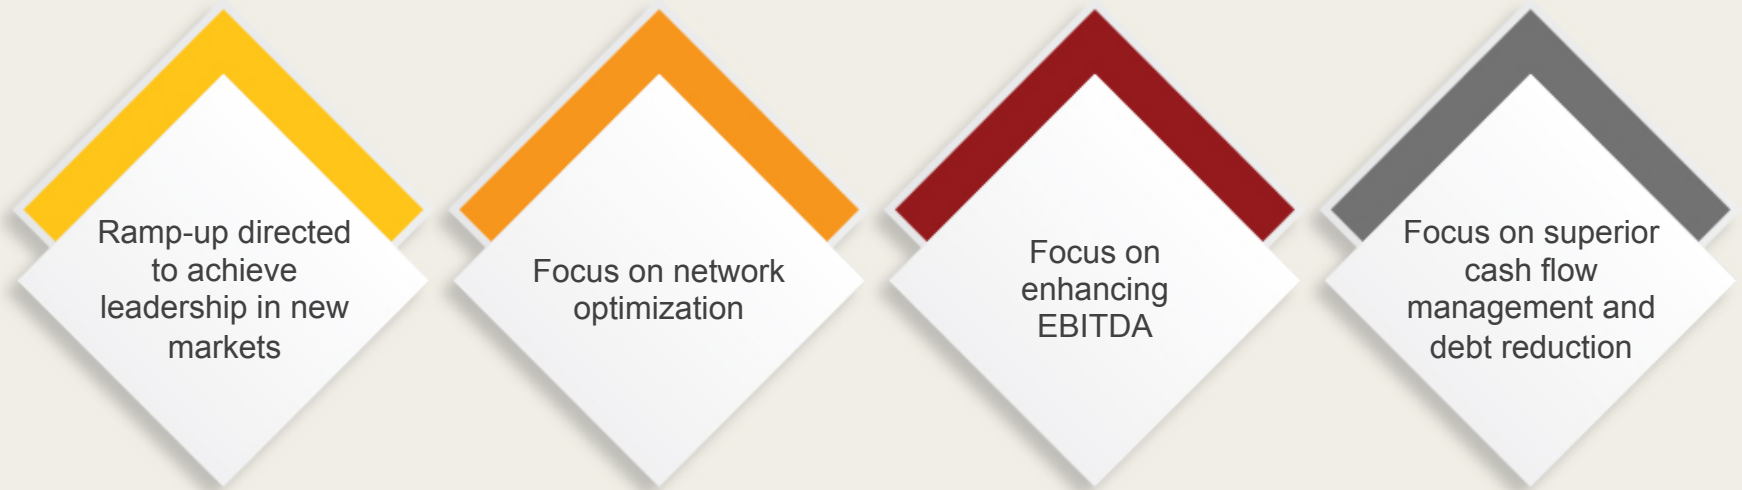 Ramp-up directed
to achieve
leadership in new
markets
Focus on network
optimization
Focus on
enhancing
EBITDA
Focus on superior
cash flow
management and
debt reduction